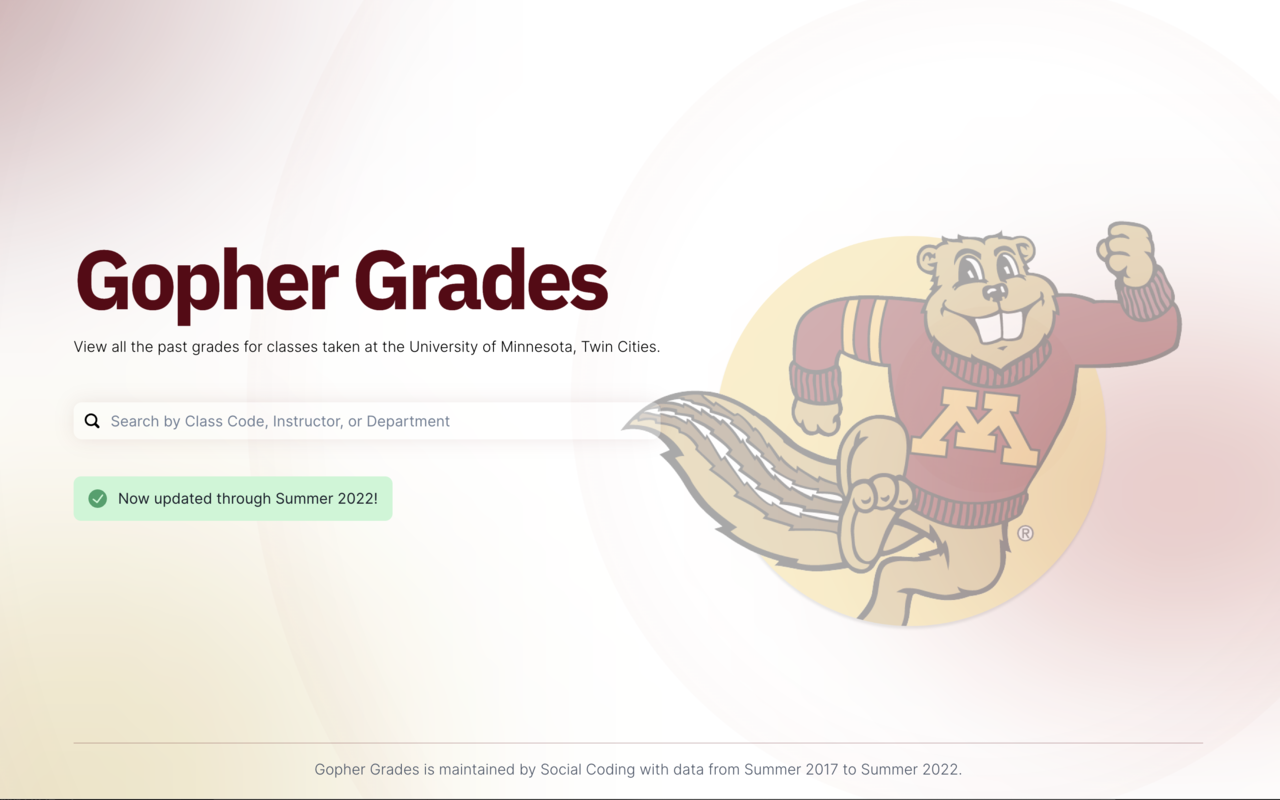 Gopher Grades
View all the past grades for classes taken at the University of Minnesota, Twin Cities.
Search by Class Code, Instructor, or Department
Now updated through Summer 2022!
M
®
Gopher Grades is maintained by Social Coding with data from Summer 2017 to Summer 2022.